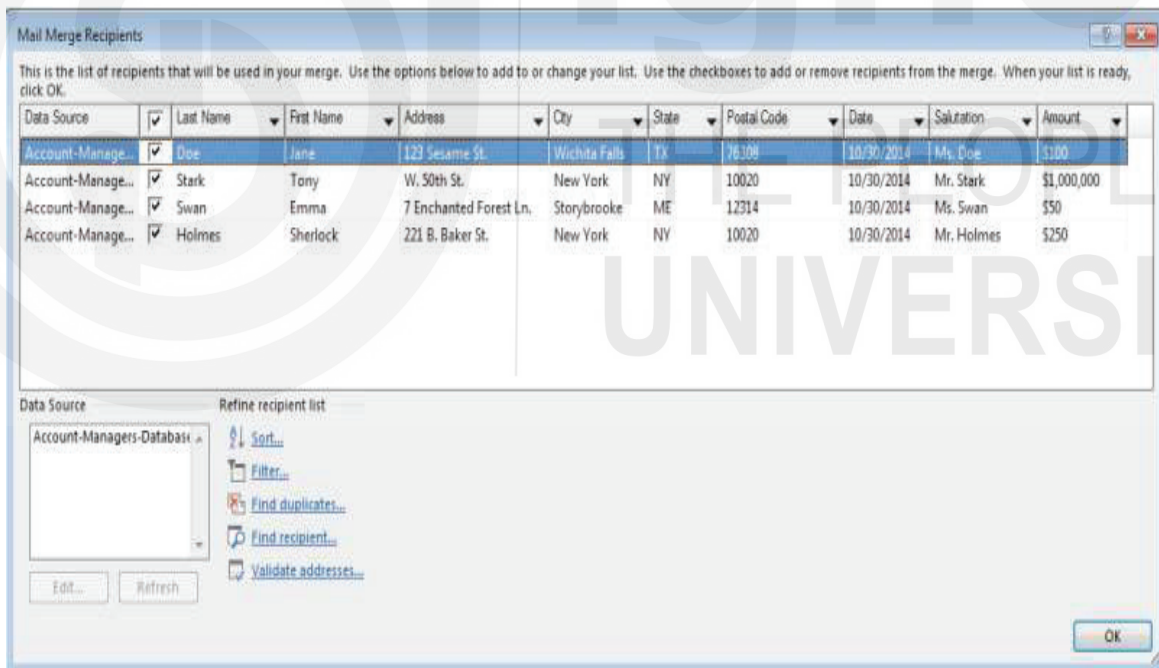 Mail Merge Recipients
This is the list of recipients that will be used in your merge. Use the options below to add to or change your list. Use the checkboxes to add or remove recipients from the merge. When your list is ready,
click OK.
Data Source Last Name First Name Address City State Postal Code Date Salutation Amount
Account-Manage... Doe Jane 123 Sesame St. Wichita Falls TX 76308 10/30/2014 Ms. Doe $100
Account-Manage... Stark Tony W. 50th St. New York NY 10020 10/30/2014 Mr. Stark $1,000,000
Account-Manage... Swan Emma 7 Enchanted Forest Ln. Storybrooke ME 12314 10/30/2014 Ms. Swan $50
Account-Manage... Holmes Sherlock 221 B. Baker St. New York NY 10020 10/30/2014 Mr. Holmes $250
THE PEOPL
UNIVERSI
Data Source Refine recipient list
Account-Managers-Database
Sort...
Filter...
Find duplicates...
Find recipient...
Validate addresses...
Edit... Refresh
OK